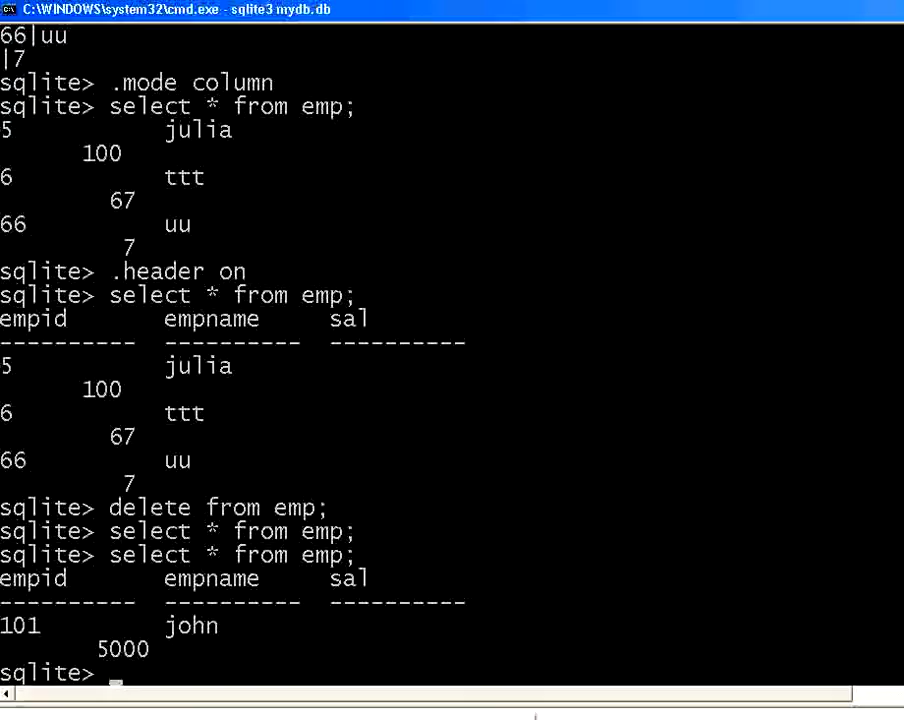 C:\WINDOWS\system32\cmd.exe - sqlite3 mydb.db
66|uu
|7
sqlite> .mode column
sqlite> select * from emp;
5           julia
      100
6           ttt
        67
66          uu
         7
sqlite> .header on
sqlite> select * from emp;
empid       empname     sal
----------  ----------  ----------
5           julia
      100
6           ttt
        67
66          uu
         7
sqlite> delete from emp;
sqlite> select * from emp;
sqlite> select * from emp;
empid       empname     sal
----------  ----------  ----------
101         john
       5000
sqlite> _